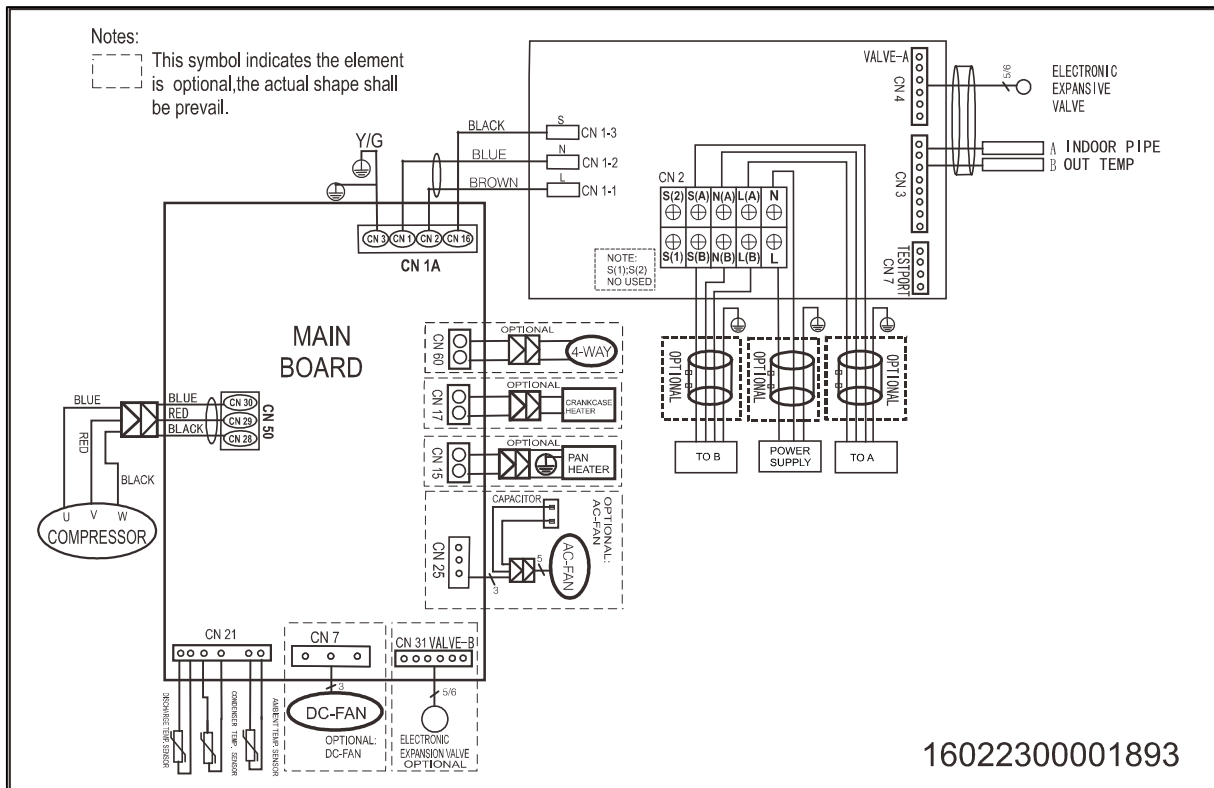 Notes:
This symbol indicates the element
is optional,the actual shape shall
be prevail.
Y/G
BLACK
S
CN 1-3
BLUE
N
CN 1-2
BROWN
L
CN 1-1
CN 3
CN 1
CN 2
CN 16
CN 1A
VALVE-A
CN 4
5/6
ELECTRONIC
EXPANSIVE
VALVE
CN 3
A INDOOR PIPE
B OUT TEMP
TESTPORT
CN 7
CN 2
S(2)
S(A)
N(A)
L(A)
N
S(1)
S(B)
N(B)
L(B)
L
NOTE:
S(1);S(2)
NO USED
OPTIONAL
OPTIONAL
OPTIONAL
TO B
POWER
SUPPLY
TO A
MAIN
BOARD
CN 60
OPTIONAL
4-WAY
CN 17
OPTIONAL
CRANKCASE
HEATER
CN 15
OPTIONAL
PAN
HEATER
CAPACITOR
OPTIONAL:
AC-FAN
CN 25
3
5
AC-FAN
BLUE
BLUE
RED
BLACK
CN 30
CN 29
CN 28
CN 50
RED
BLACK
U
V
W
COMPRESSOR
CN 21
DISCHARGE TEMP. SENSOR
CONDENSER TEMP. SENSOR
AMBIENT TEMP. SENSOR
CN 7
3
DC-FAN
OPTIONAL:
DC-FAN
CN 31 VALVE-B
5/6
ELECTRONIC
EXPANSION VALVE
OPTIONAL
16022300001893